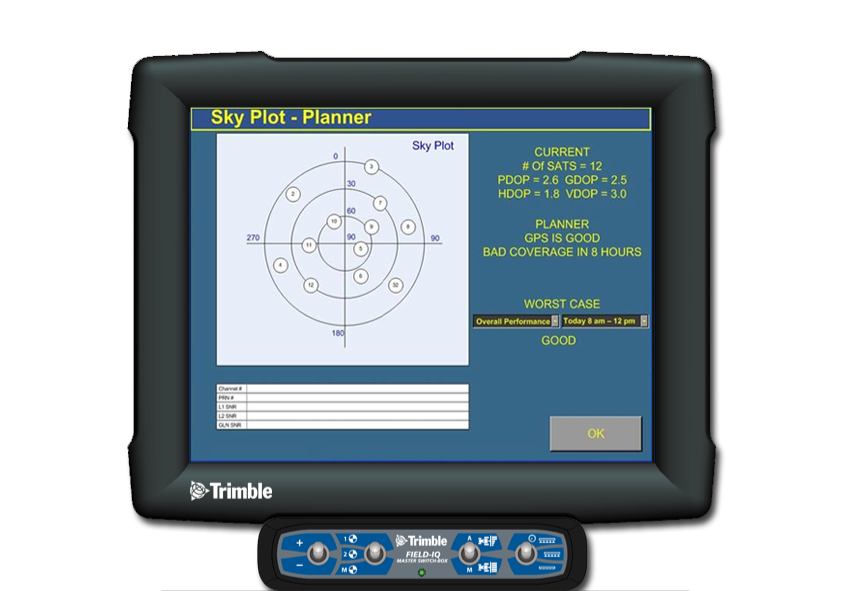 Sky Plot - Planner
Sky Plot
0
30
60
90
270
90
180
3
2
7
10
9
8
11
5
4
6
12
32
CURRENT
# Of SATS = 12
PDOP = 2.6 GDOP = 2.5
HDOP = 1.8 VDOP = 3.0
PLANNER
GPS IS GOOD
BAD COVERAGE IN 8 HOURS
WORST CASE
Overall Performance
Today 8 am – 12 pm
GOOD
Channel #
PRN #
L1 SNR
L2 SNR
GLN SNR
OK
Trimble
+
−
1
2
M
Trimble
FIELD-IQ
MASTER SWITCH BOX
A
M